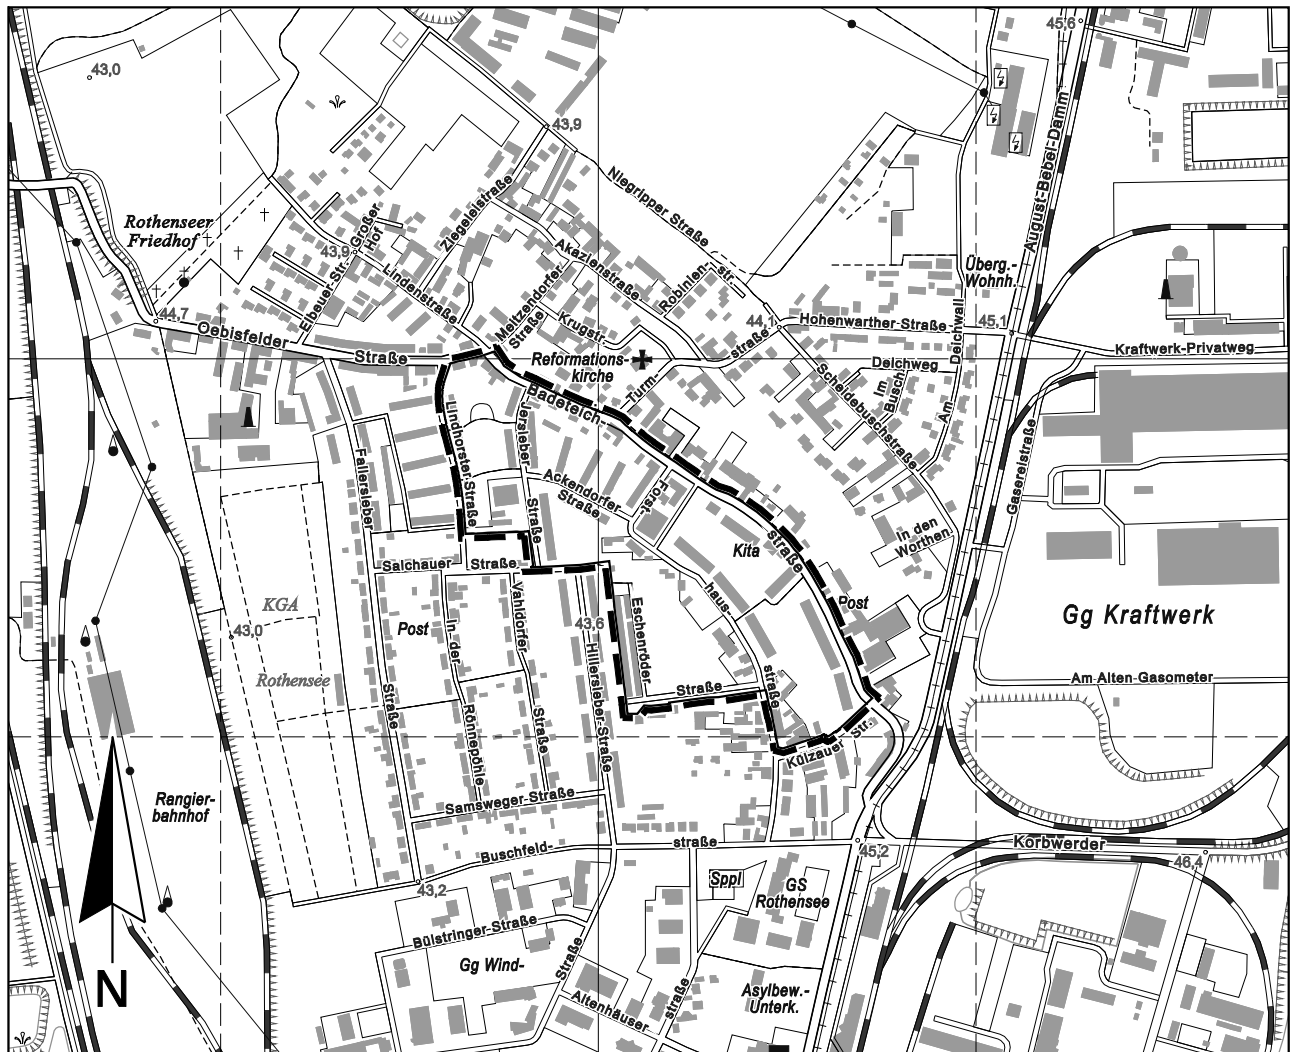 45,6
43,0
43,9
August-Bebel-Damm
Niegripper Straße
Rothenseer
Friedhof
Großer
Hof
Ziegeleistraße
43,9
Elbeuer-Str.
Lindenstraße
Akazienstraße
Robinien-
str.
Überg.-
Wohnh.
44,7
Oebisfelder
Straße
Meltzendorfer
Straße
Krugstr.
44,1
Hohenwarther-Straße
45,1
Kraftwerk-Privatweg
Reformations-
kirche
Turm-
straße
Deichweg
Im
Busch
Am
Deichwall
Scheidebuschstraße
Badeteich-
straße
Lindhorster-Straße
Jersleber
Straße
Fallersleber
Straße
Ackendorfer
Straße
Forst-
haus-
straße
Gasereistraße
In den
Worthen
Kita
Salchauer
Straße
KGA
Rothensee
43,0
Post
In der
Rönnepöhle
Vahldorfer
Straße
43,6
Hillersleber-Straße
Eschenröder
Straße
Post
Gg Kraftwerk
Am Alten Gasometer
Külzauer Str.
Rangier-
bahnhof
Samsweger-Straße
Buschfeld-
straße
45,2
Korbwerder
46,4
43,2
Sppl
GS
Rothensee
Bülstringer-Straße
Gg Wind-
Straße
Altenhäuser
straße
Asylbew.-
Unterk.
N